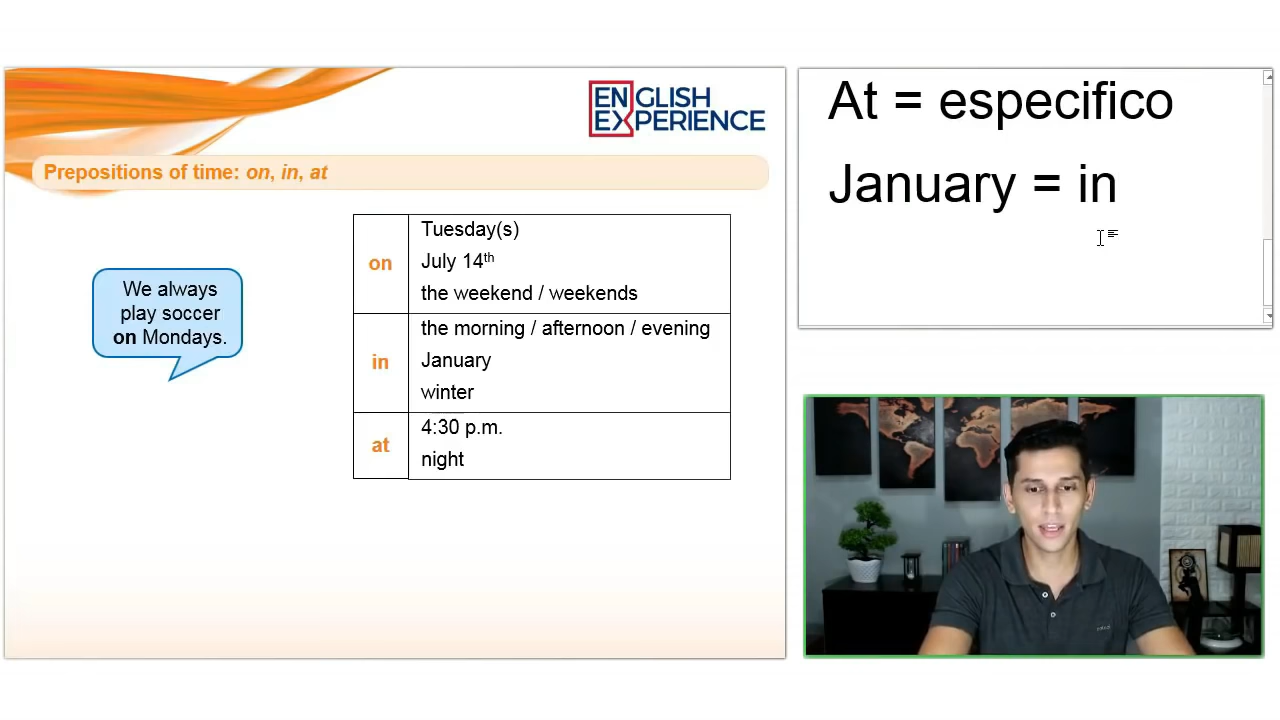 ENGLISH
EXPERIENCE
Prepositions of time: on, in, at
We always
play soccer
on Mondays.
on
Tuesday(s)
July 14th
the weekend / weekends
in
the morning / afternoon / evening
January
winter
at
4:30 p.m.
night
At = especifico
January = in